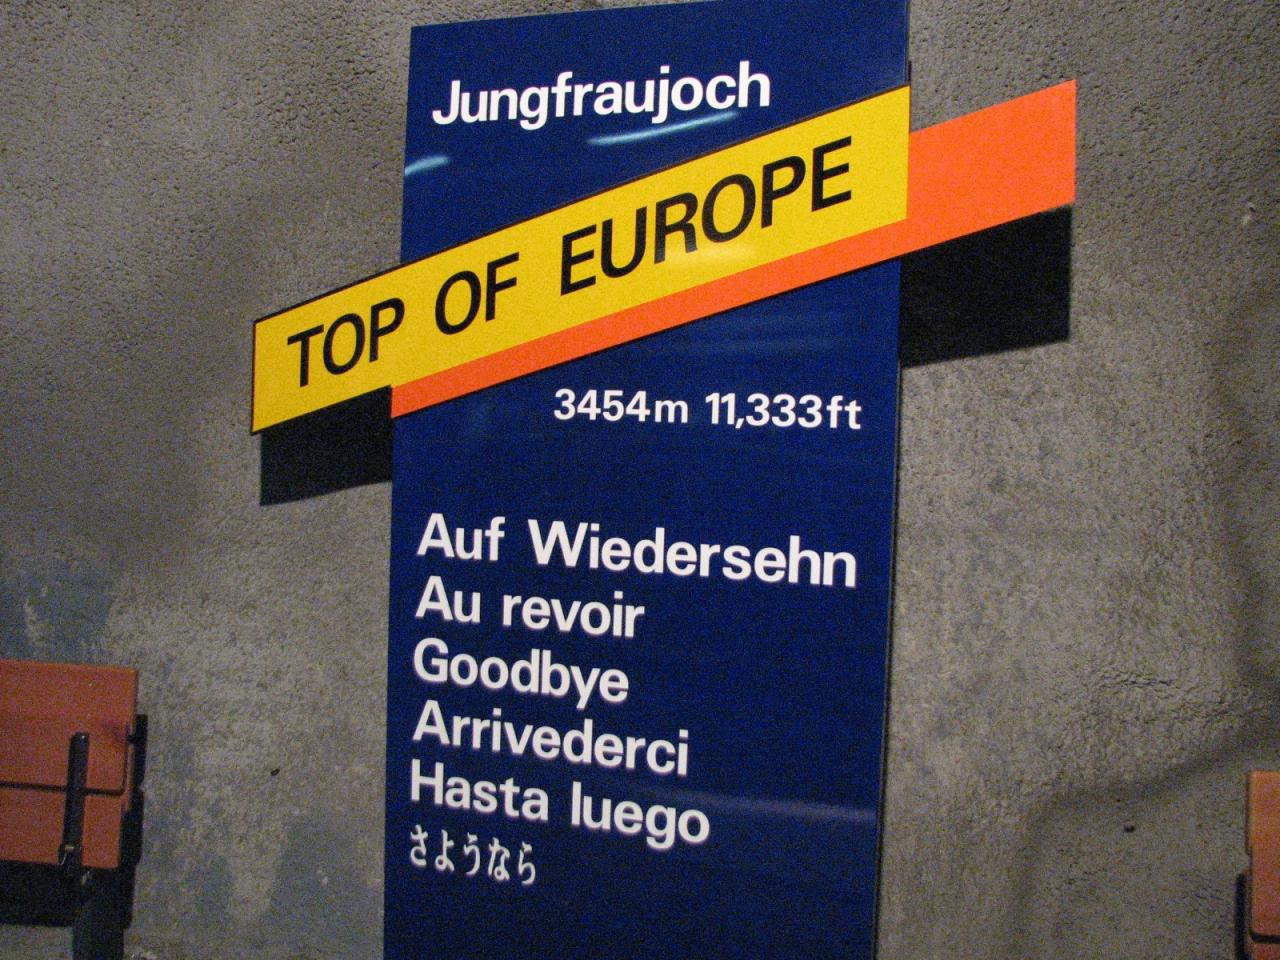 Jungfraujoch
TOP OF EUROPE
3454m 11,333ft
Auf Wiedersehn
Au revoir
Goodbye
Arrivederci
Hasta luego
さようなら